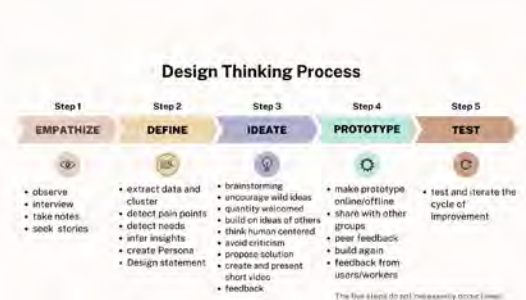 Design Thinking Process
Step 1
EMPATHIZE
• observe
• interview
• take notes
• seek stories
Step 2
DEFINE
• extract data and
cluster
• detect pain points
• detect needs
• infer insights
• create Persona
• Design statement
Step 3
IDEATE
• brainstorming
• encourage wild ideas
• quantity welcomed
• build on ideas of others
• think human centered
• avoid criticism
• propose solution
• create and present
short video
• feedback
Step 4
PROTOTYPE
• make prototype
online/offline
• share with other
groups
• peer feedback
• build again
• feedback from
users/workers
Step 5
TEST
• test and iterate the
cycle of
improvement
The five steps do not necessarily occur